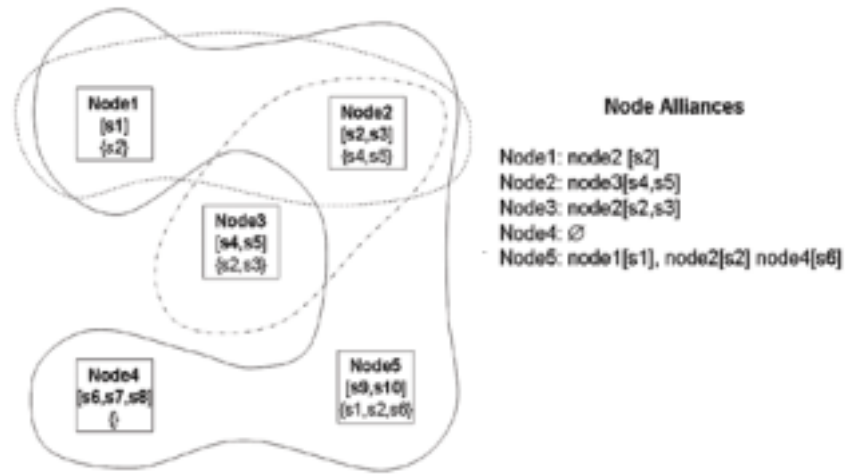 Node1
[s1]
{s2}
Node2
[s2,s3]
{s4,s5}
Node3
[s4,s5]
{s2,s3}
Node4
[s6,s7,s8]
{}
Node5
[s9,s10]
{s1,s2,s6}
Node Alliances
Node1: node2 [s2]
Node2: node3[s4,s5]
Node3: node2[s2,s3]
Node4: ∅
Node5: node1[s1], node2[s2] node4[s6]